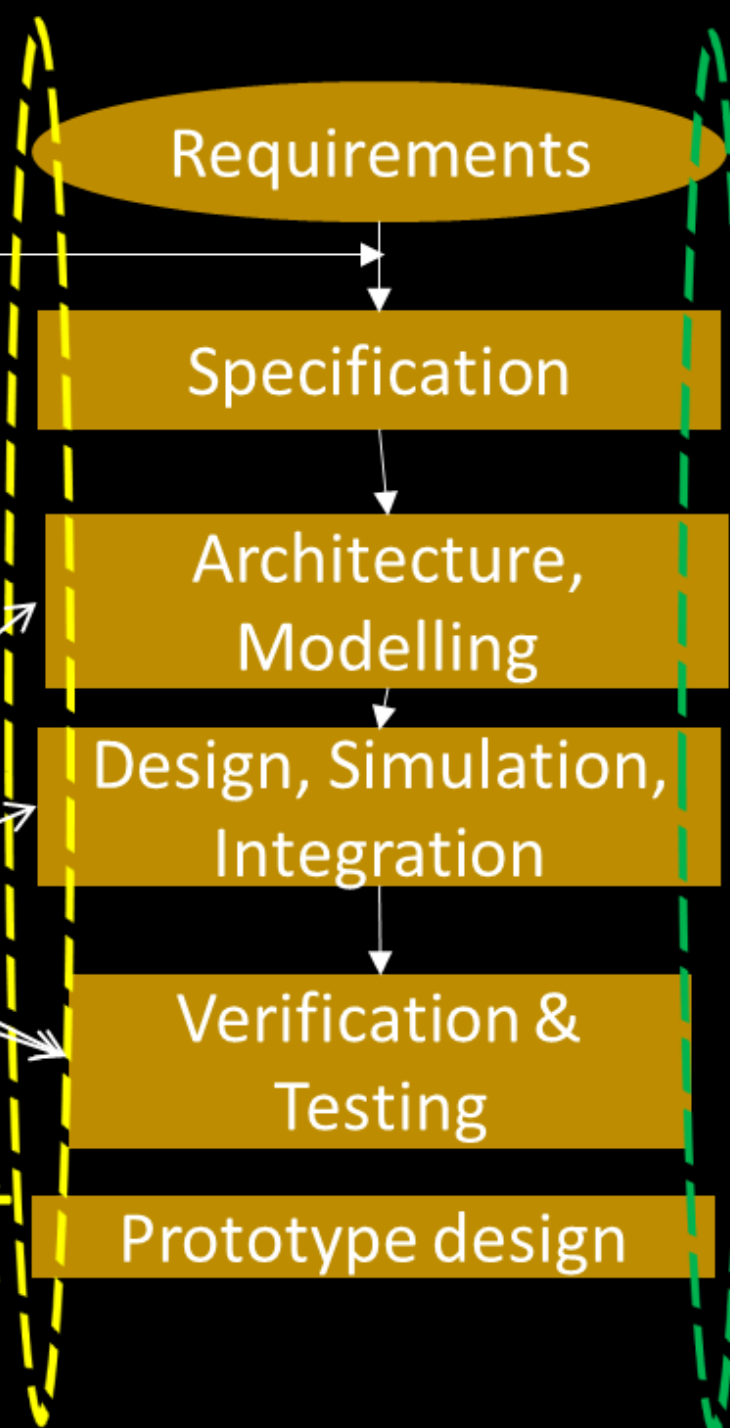 Requirements
Specification
Architecture,
Modelling
Design, Simulation,
Integration
Verification &
Testing
Prototype design